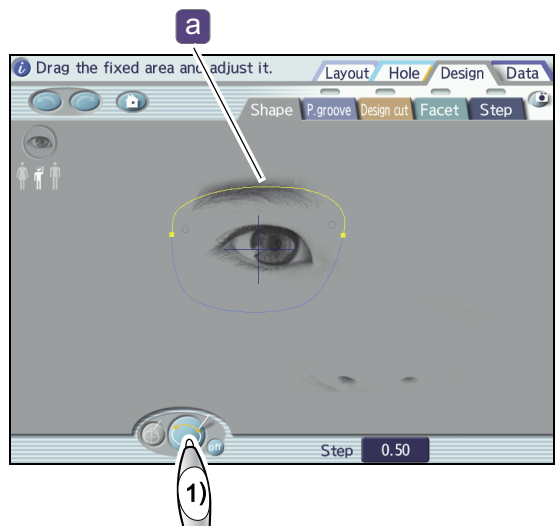 a
Drag the fixed area and adjust it.
Layout Hole Design Data
Shape P.groove Design cut Facet Step
off
Step 0.50
1)